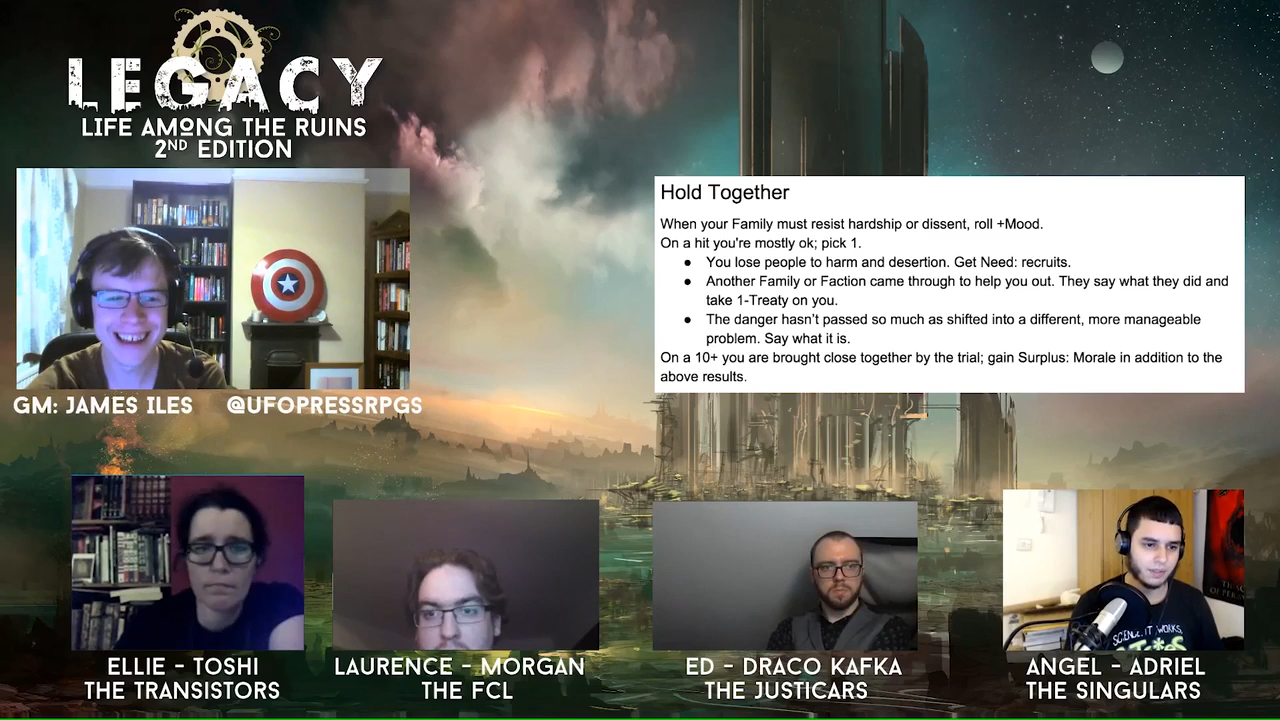 LEGACY
LIFE AMONG THE RUINS
2ND EDITION
Hold Together
When your Family must resist hardship or dissent, roll +Mood.
On a hit you're mostly ok; pick 1.
● You lose people to harm and desertion. Get Need: recruits.
● Another Family or Faction came through to help you out. They say what they did and
take 1-Treaty on you.
● The danger hasn't passed so much as shifted into a different, more manageable
problem. Say what it is.
On a 10+ you are brought close together by the trial; gain Surplus: Morale in addition to the
above results.
GM: JAMES ILES @UFOPRESSRPGS
SCIENCE. IT WORKS,
ELLIE - TOSHI
THE TRANSISTORS
LAURENCE - MORGAN
THE FCL
ED - DRACO KAFKA
THE JUSTICARS
ANGEL - ADRIEL
THE SINGULARS